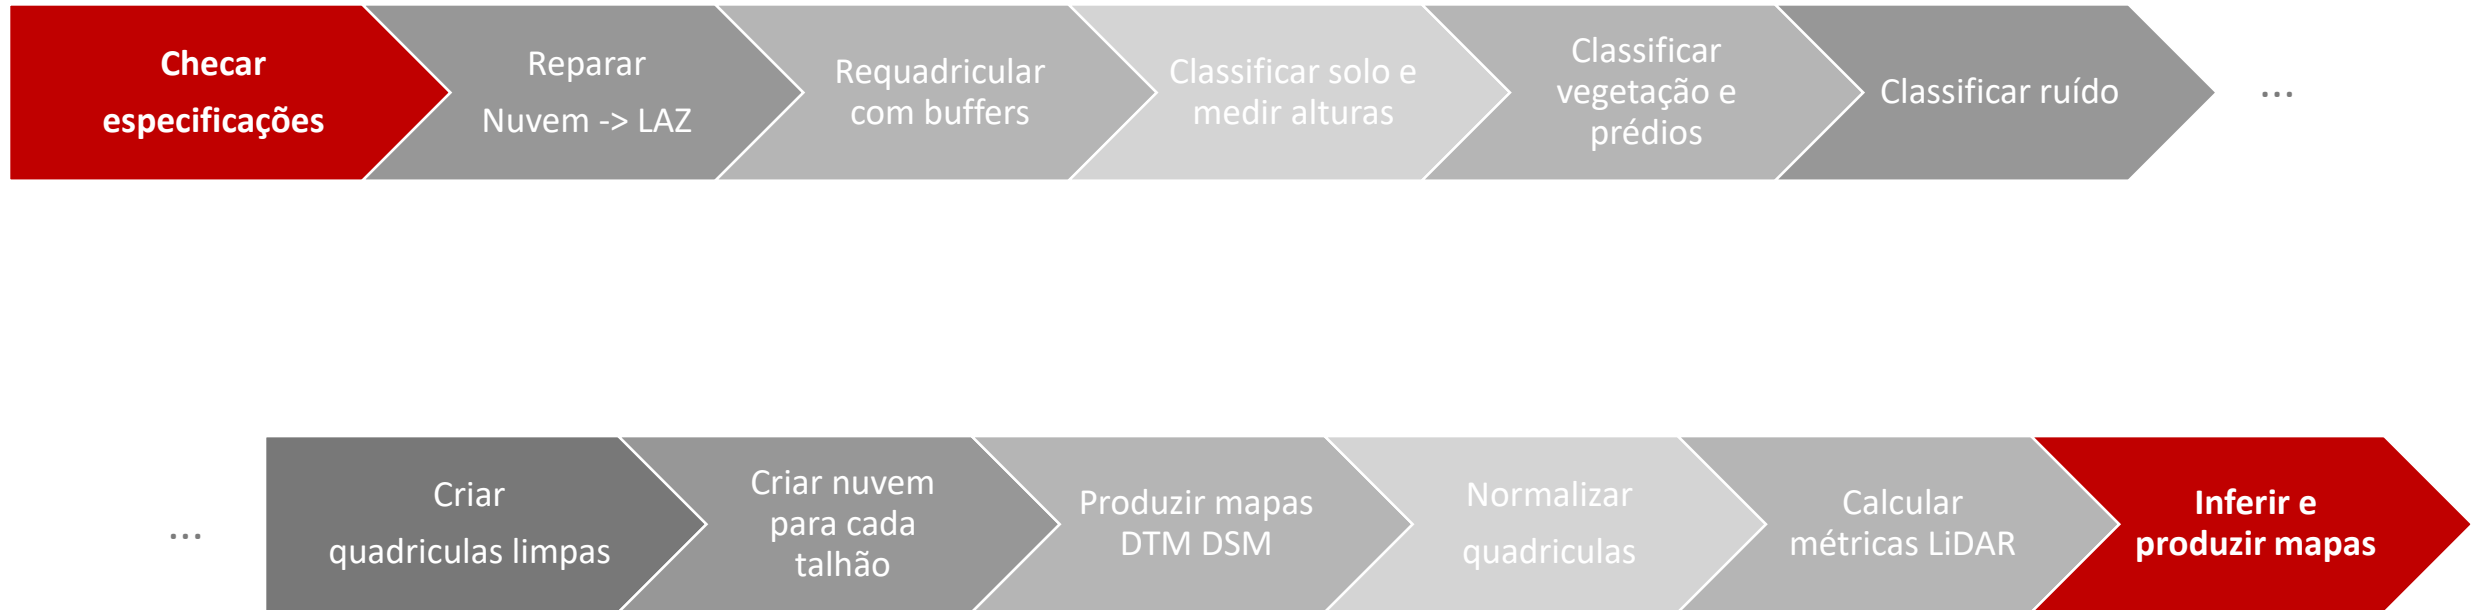 Checar
especificações
Reparar
Nuvem -> LAZ
Requadricular
com buffers
Classificar solo e
medir alturas
Classificar
vegetação e
prédios
Classificar ruído
...
...
Criar
quadriculas limpas
Criar nuvem
para cada
talhão
Produzir mapas
DTM DSM
Normalizar
quadriculas
Calcular
métricas LiDAR
Inferir e
produzir mapas